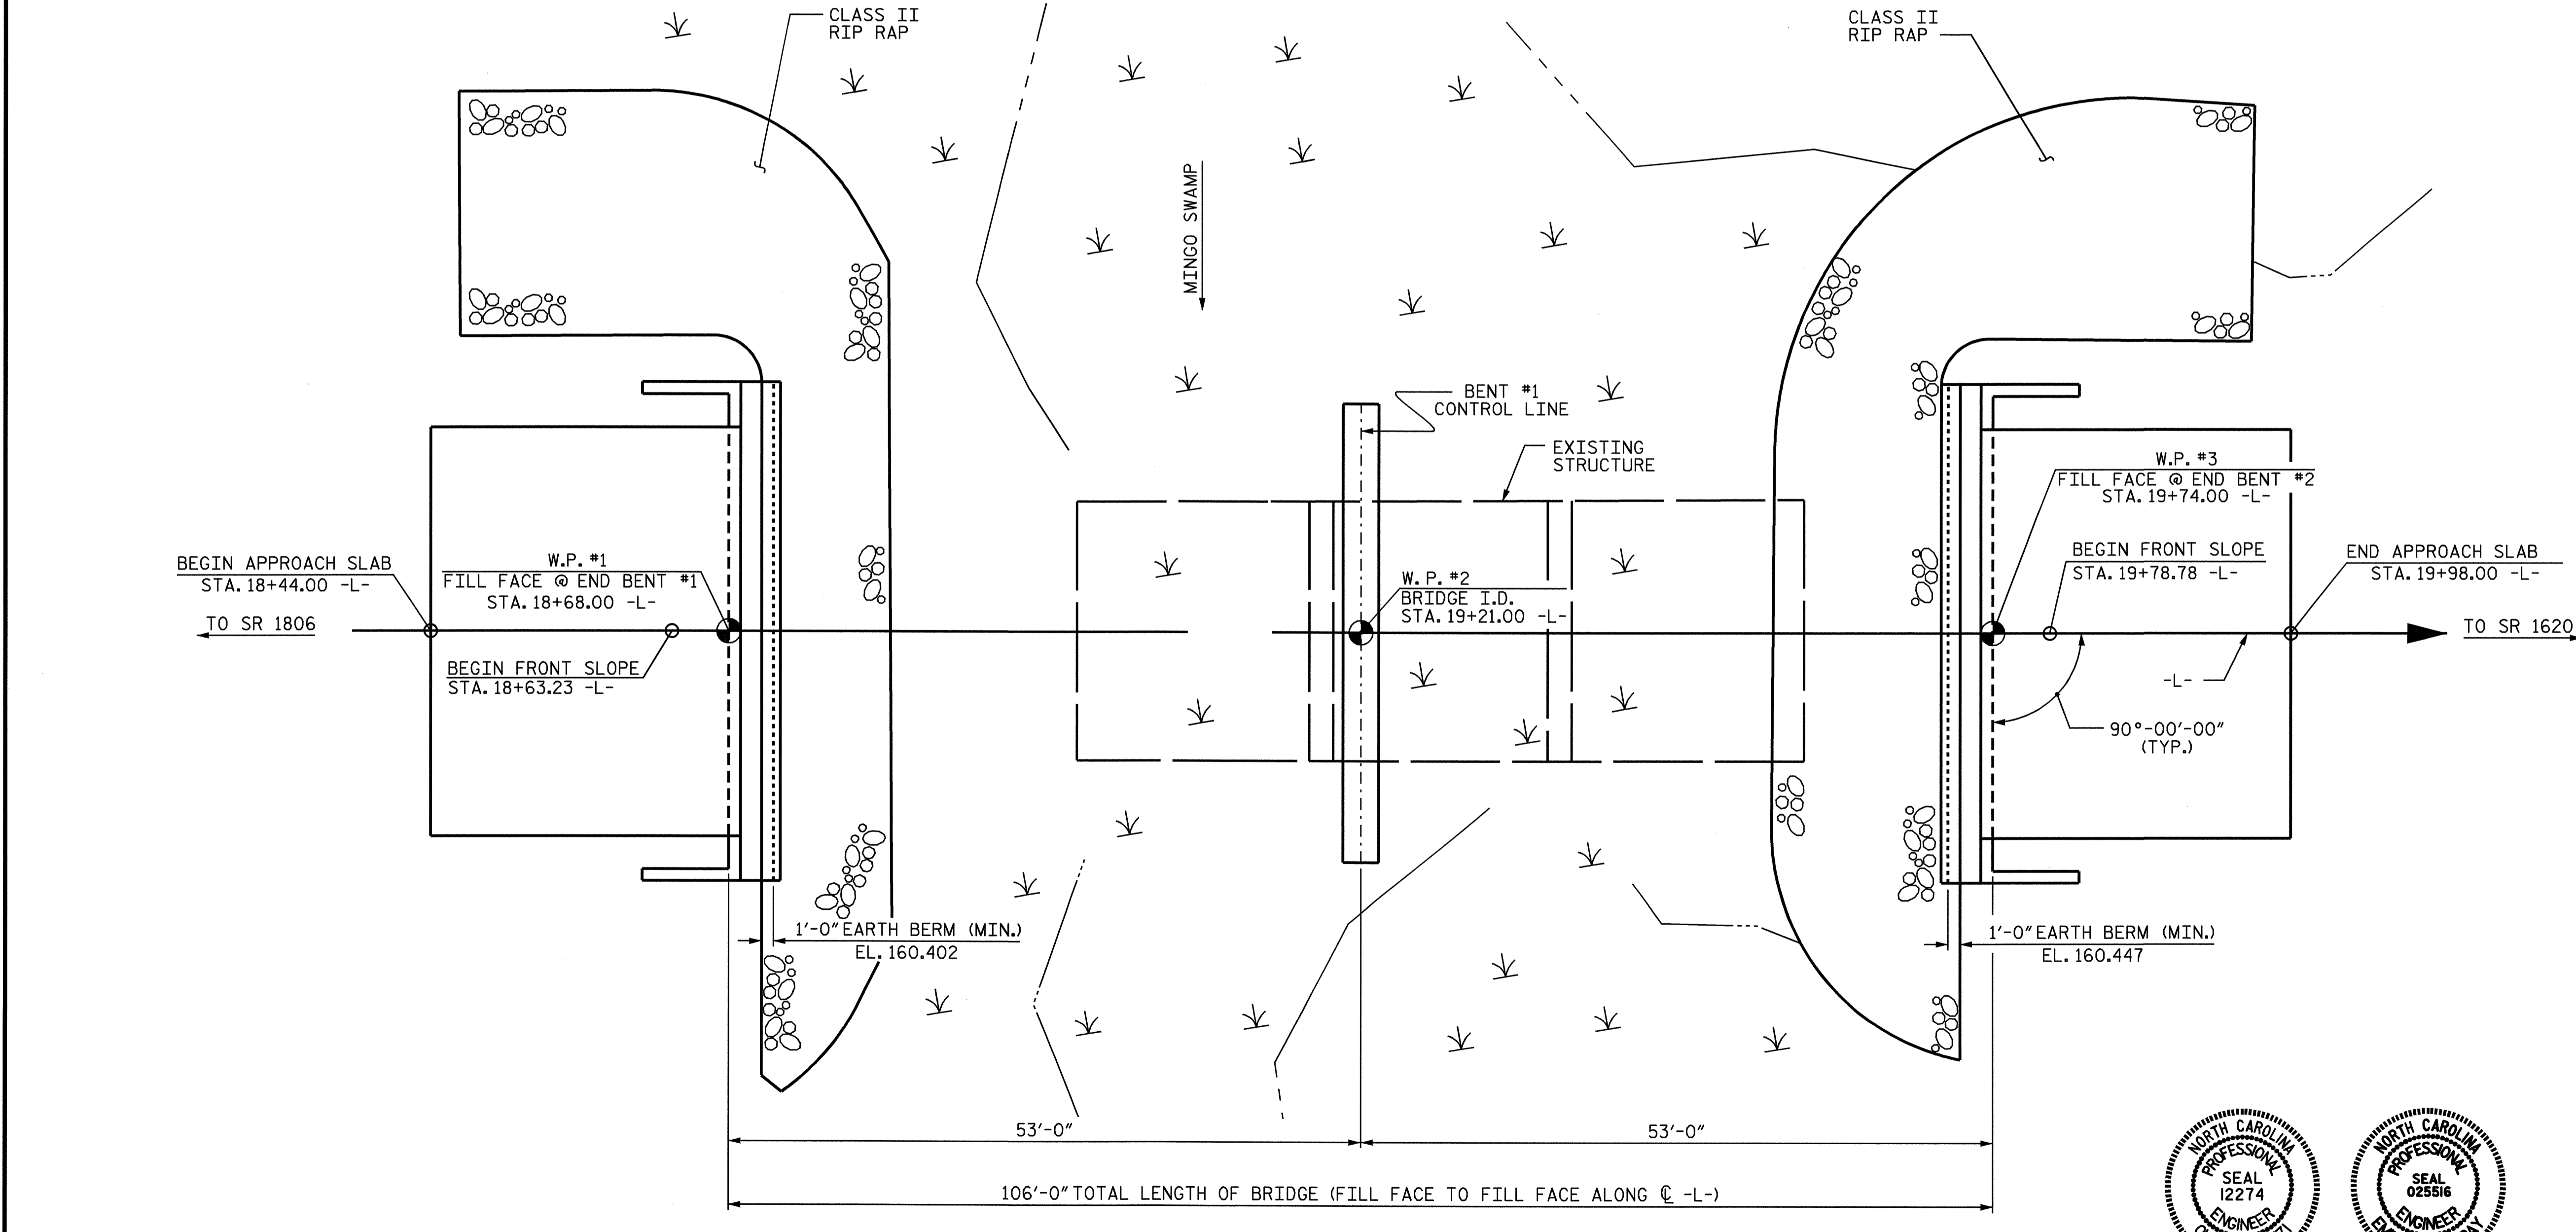 CLASS II
RIP RAP
CLASS II
RIP RAP
MINGO SWAMP
BENT #1
CONTROL LINE
EXISTING
STRUCTURE
W.P. #3
FILL FACE @ END BENT #2
STA. 19+74.00 -L-
BEGIN APPROACH SLAB
STA. 18+44.00 -L-
W.P. #1
FILL FACE @ END BENT #1
STA. 18+68.00 -L-
W.P. #2
BRIDGE I.D.
STA. 19+21.00 -L-
BEGIN FRONT SLOPE
STA. 19+78.78 -L-
END APPROACH SLAB
STA. 19+98.00 -L-
TO SR 1806
TO SR 1620
BEGIN FRONT SLOPE
STA. 18+63.23 -L-
-L-
90°-00'-00"
(TYP.)
1'-0" EARTH BERM (MIN.)
EL. 160.402
1'-0" EARTH BERM (MIN.)
EL. 160.447
53'-0"
53'-0"
106'-0" TOTAL LENGTH OF BRIDGE (FILL FACE TO FILL FACE ALONG ℄ -L-)
NORTH CAROLINA
PROFESSIONAL
SEAL
12274
ENGINEER
NORTH CAROLINA
PROFESSIONAL
SEAL
025516
ENGINEER